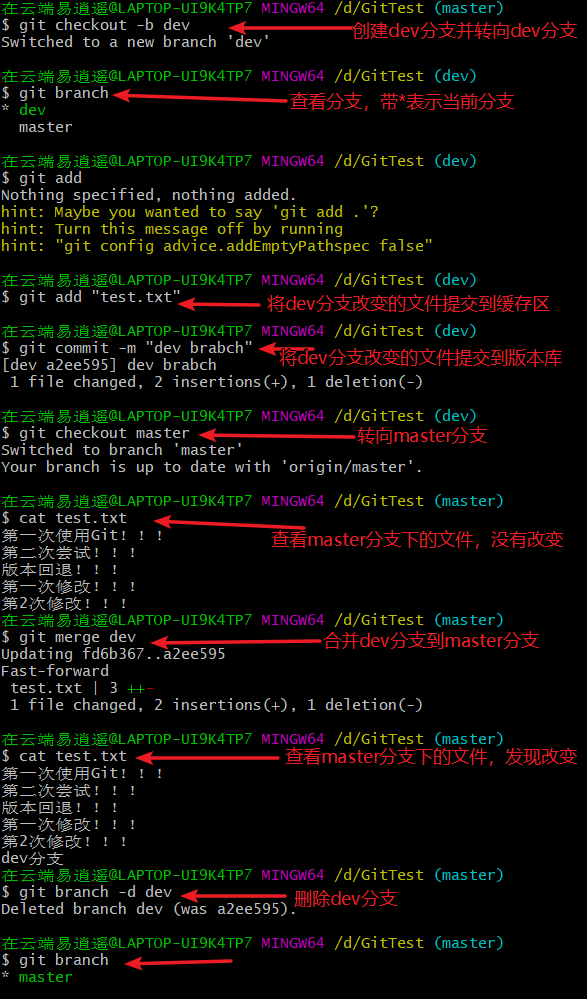 在云端易逍遥@LAPTOP-UI9K4TP7 MINGW64 /d/GitTest (master)
$ git checkout -b dev
创建dev分支并转向dev分支
Switched to a new branch 'dev'
在云端易逍遥@LAPTOP-UI9K4TP7 MINGW64 /d/GitTest (dev)
$ git branch
查看分支，带*表示当前分支
* dev
master
在云端易逍遥@LAPTOP-UI9K4TP7 MINGW64 /d/GitTest (dev)
$ git add
Nothing specified, nothing added.
hint: Maybe you wanted to say 'git add .'?
hint: Turn this message off by running
hint: "git config advice.addEmptyPathspec false"
在云端易逍遥@LAPTOP-UI9K4TP7 MINGW64 /d/GitTest (dev)
$ git add "test.txt"
将dev分支改变的文件提交到缓存区
在云端易逍遥@LAPTOP-UI9K4TP7 MINGW64 /d/GitTest (dev)
$ git commit -m "dev brabch"
将dev分支改变的文件提交到版本库
[dev a2ee595] dev brabch
1 file changed, 2 insertions(+), 1 deletion(-)
在云端易逍遥@LAPTOP-UI9K4TP7 MINGW64 /d/GitTest (dev)
$ git checkout master
转向master分支
Switched to branch 'master'
Your branch is up to date with 'origin/master'.
在云端易逍遥@LAPTOP-UI9K4TP7 MINGW64 /d/GitTest (master)
$ cat test.txt
查看master分支下的文件，没有改变
第一次使用Git！！！
第二次尝试！！！
版本回退！！！
第一次修改！！！
第2次修改！！！
在云端易逍遥@LAPTOP-UI9K4TP7 MINGW64 /d/GitTest (master)
$ git merge dev
合并dev分支到master分支
Updating fd6b367..a2ee595
Fast-forward
test.txt | 3 ++-
1 file changed, 2 insertions(+), 1 deletion(-)
在云端易逍遥@LAPTOP-UI9K4TP7 MINGW64 /d/GitTest (master)
$ cat test.txt
查看master分支下的文件，发现改变
第一次使用Git！！！
第二次尝试！！！
版本回退！！！
第一次修改！！！
第2次修改！！！
dev分支
在云端易逍遥@LAPTOP-UI9K4TP7 MINGW64 /d/GitTest (master)
$ git branch -d dev
删除dev分支
Deleted branch dev (was a2ee595).
在云端易逍遥@LAPTOP-UI9K4TP7 MINGW64 /d/GitTest (master)
$ git branch
* master